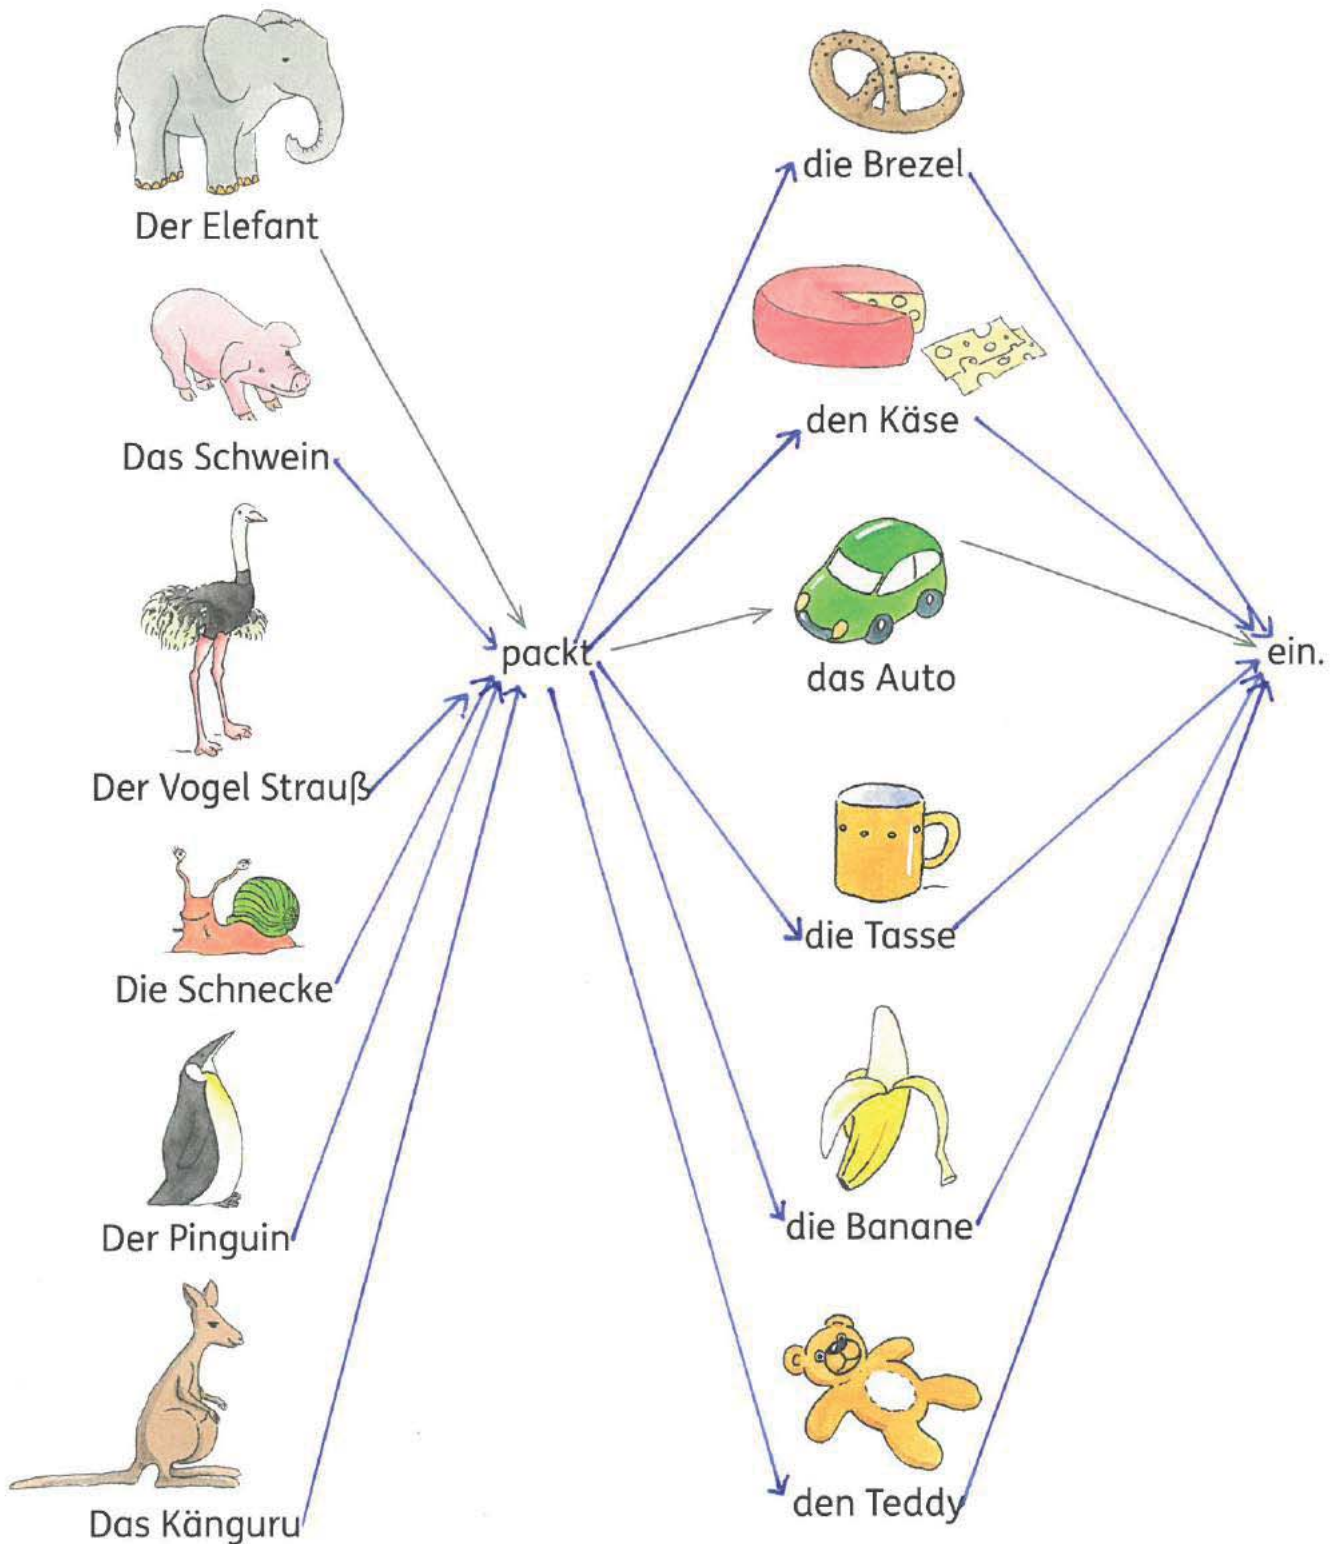 Der Elefant
Das Schwein
Der Vogel Strauß
Die Schnecke
Der Pinguin
Das Känguru
packt
die Brezel
den Käse
das Auto
die Tasse
die Banane
den Teddy
ein.